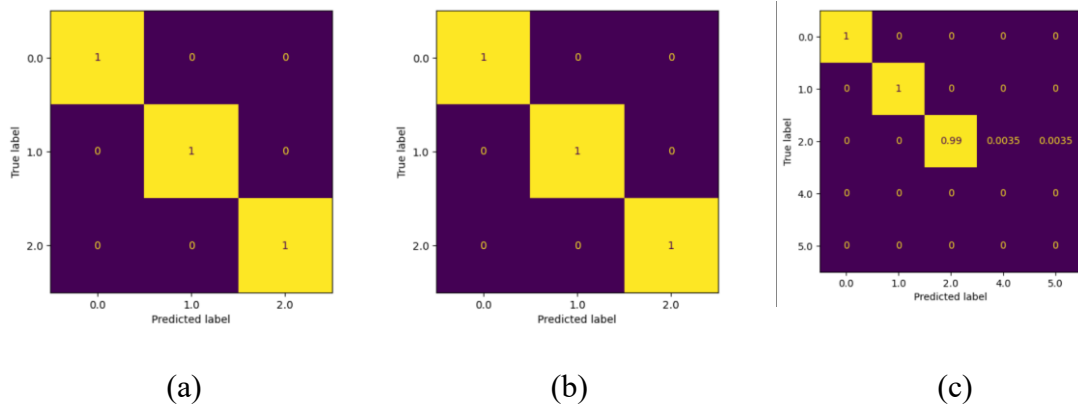 0.0 1 0 0
1.0 0 1 0
2.0 0 0 1
0.0 1.0 2.0
Predicted label
True label
(a)
0.0 1 0 0
1.0 0 1 0
2.0 0 0 1
0.0 1.0 2.0
Predicted label
True label
(b)
0.0 1 0 0 0 0
1.0 0 1 0 0 0
2.0 0 0 0.99 0.0035 0.0035
4.0 0 0 0 0 0
5.0 0 0 0 0 0
0.0 1.0 2.0 4.0 5.0
Predicted label
True label
(c)